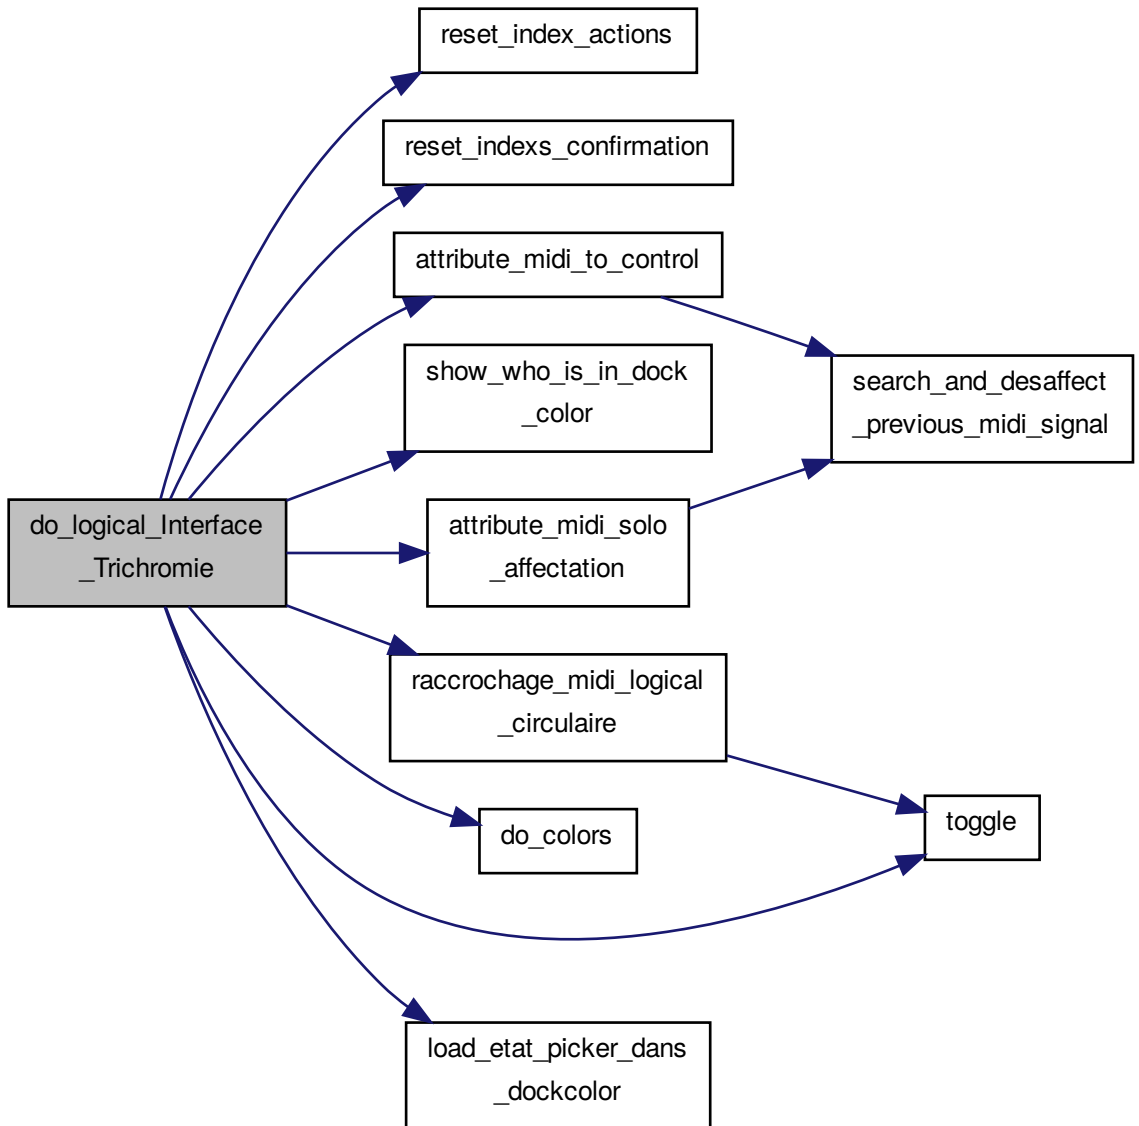 reset_index_actions
reset_indexs_confirmation
attribute_midi_to_control
show_who_is_in_dock
_color
search_and_desaffect
_previous_midi_signal
do_logical_Interface
_Trichromie
attribute_midi_solo
_affectation
raccrochage_midi_logical
_circulaire
do_colors
toggle
load_etat_picker_dans
_dockcolor